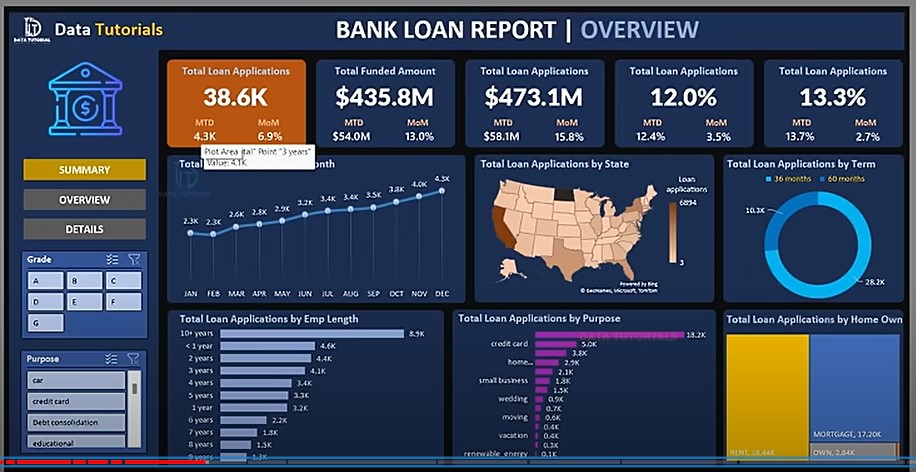 DATA TUTORIAL
Data Tutorials
BANK LOAN REPORT | OVERVIEW
SUMMARY
OVERVIEW
DETAILS
Grade
A
B
C
D
E
F
G
Purpose
car
credit card
Debt consolidation
educational
Total Loan Applications
38.6K
MTD
MoM
4.3K
6.9%
Total Funded Amount
$435.8M
MTD
MoM
$54.0M
13.0%
Total Loan Applications
$473.1M
MTD
MoM
$58.1M
15.8%
Total Loan Applications
12.0%
MTD
MoM
12.4%
3.5%
Total Loan Applications
13.3%
MTD
MoM
13.7%
2.7%
Plot Area
Point "3 years"
Value: 4.1K
Total
onth
2.3K
2.3K
2.6K
2.8K
2.9K
3.2K
3.4K
3.4K
3.5K
3.8K
4.0K
4.3K
JAN
FEB
MAR
APR
MAY
JUN
JUL
AUG
SEP
OCT
NOV
DEC
Total Loan Applications by State
Loan
applications
6894
3
Powered by Bing
© GeoNames, Microsoft, TomTom
Total Loan Applications by Term
36 months
60 months
10.3K
28.2K
Total Loan Applications by Emp Length
10+ years 8.9K
< 1 year 4.6K
2 years 4.4K
3 years 4.1K
4 years 3.4K
5 years 3.3K
1 year 3.2K
6 years 2.2K
7 years 1.8K
8 years 1.5K
9 years 1.3K
Total Loan Applications by Purpose
18.2K
credit card 5.0K
3.8K
home... 2.9K
2.1K
small business 1.8K
1.5K
wedding 0.9K
0.7K
moving 0.6K
0.4K
vacation 0.4K
0.3K
renewable_energy 0.1K
Total Loan Applications by Home Own
RENT, 18.44K
MORTGAGE, 17.20K
OWN, 2.84K